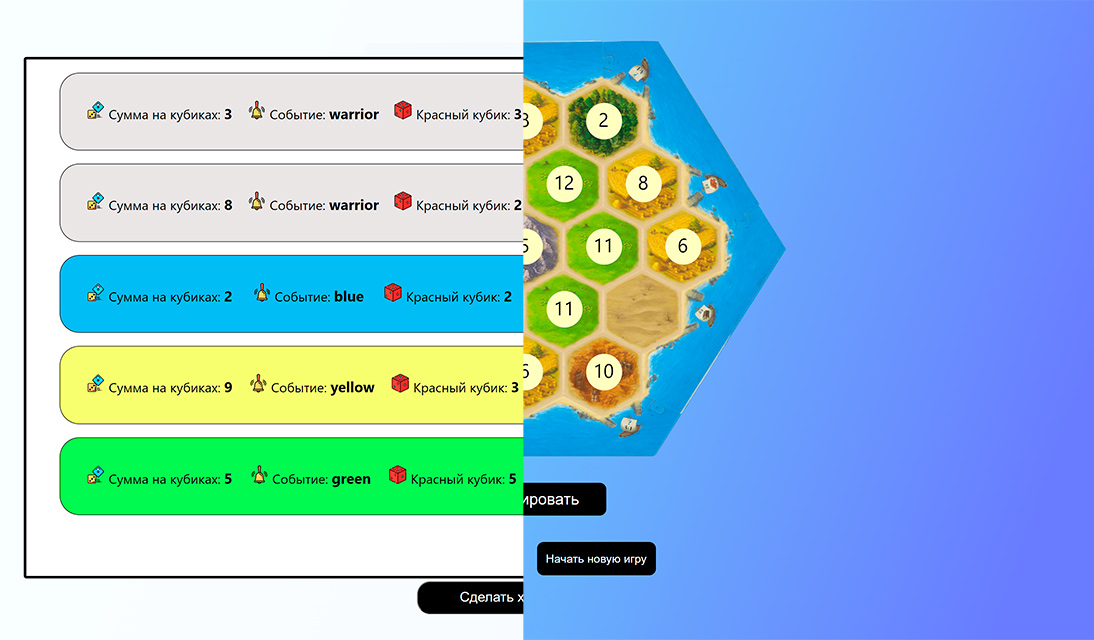 Сумма на кубиках: 3 Событие: warrior Красный кубик: 3
Сумма на кубиках: 8 Событие: warrior Красный кубик: 2
Сумма на кубиках: 2 Событие: blue Красный кубик: 2
Сумма на кубиках: 9 Событие: yellow Красный кубик: 3
Сумма на кубиках: 5 Событие: green Красный кубик: 5
Сделать х
3 2
12 8
5 11 6
11
6 10
ировать
Начать новую игру